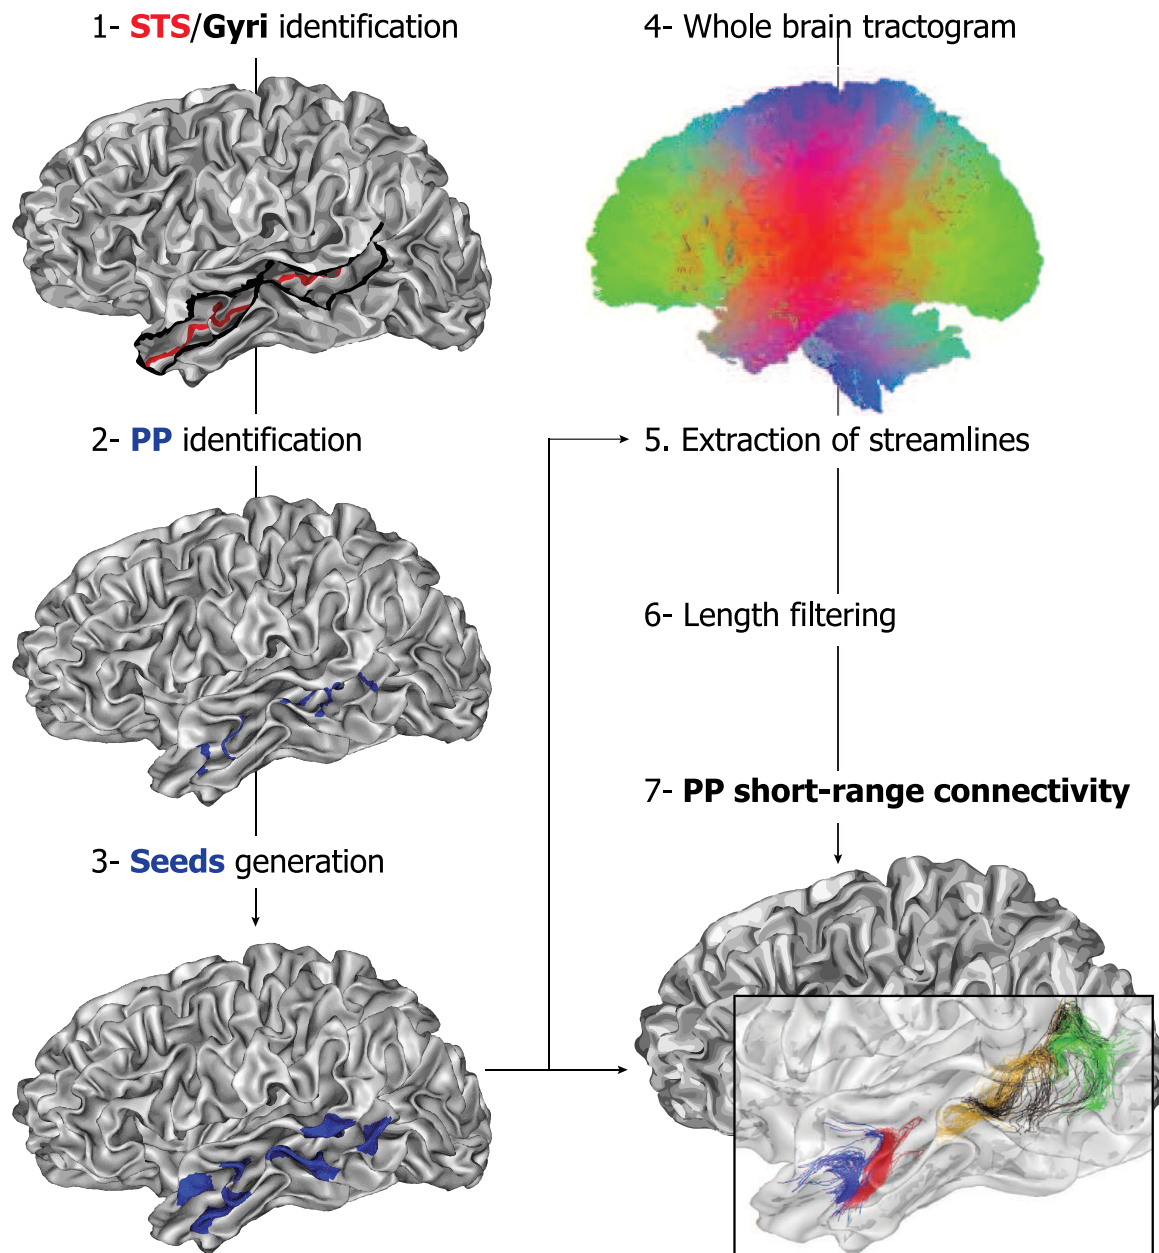 1- STS/Gyri identification
2- PP identification
3- Seeds generation
4- Whole brain tractogram
5. Extraction of streamlines
6- Length filtering
7- PP short-range connectivity